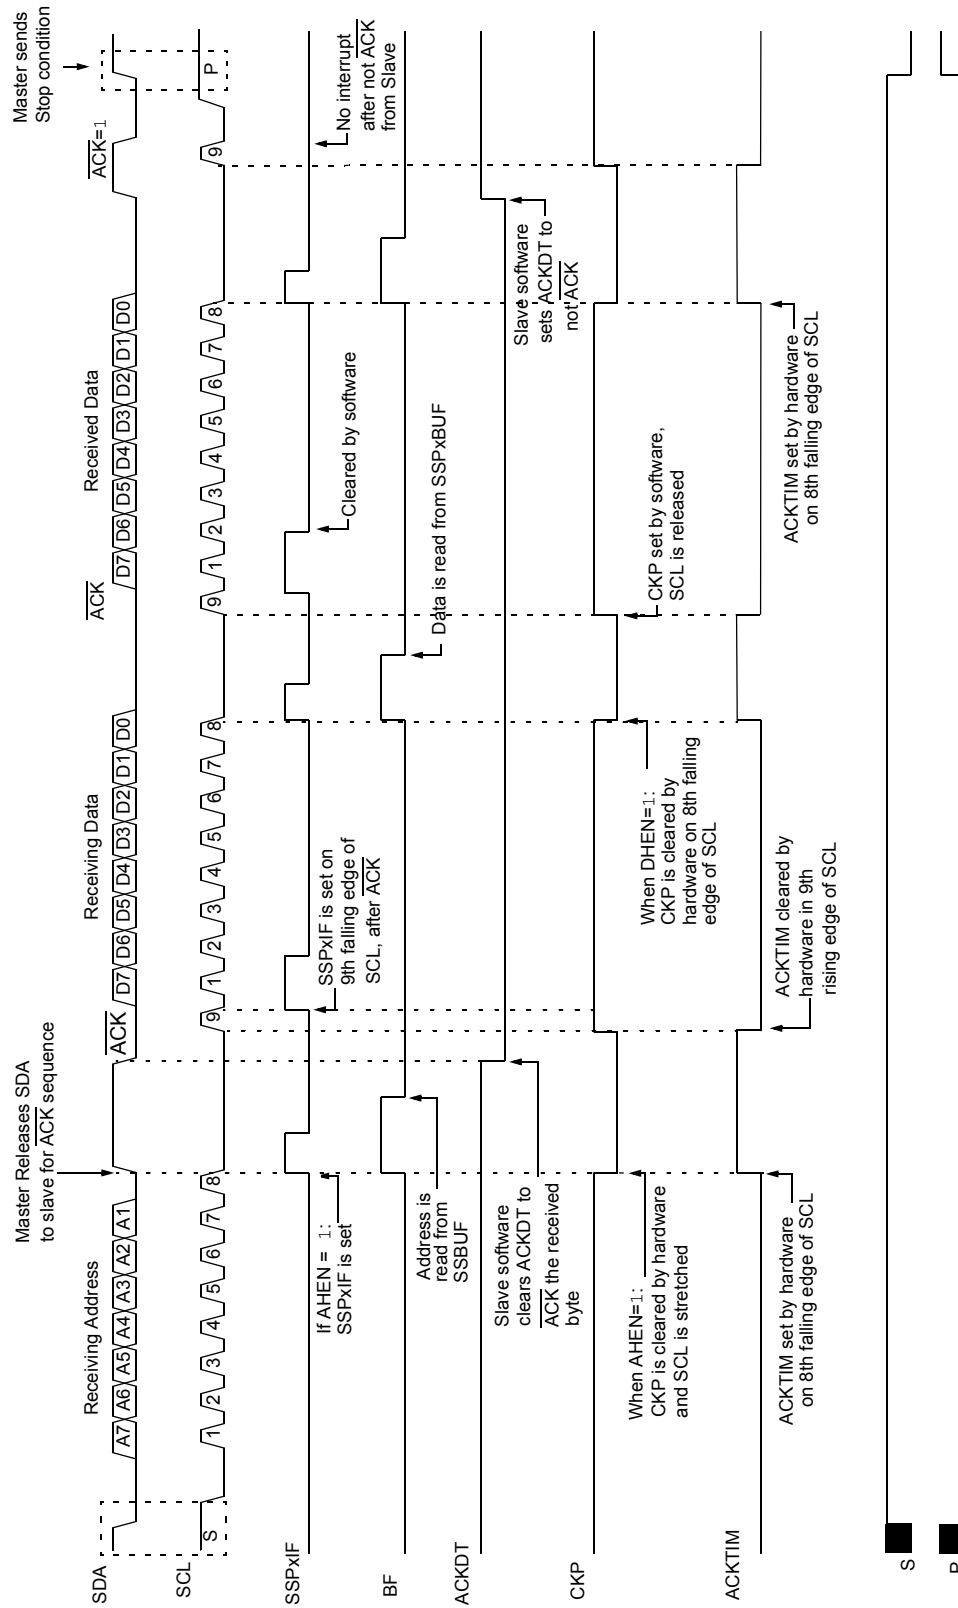 Master Releases SDA
to slave for ACK sequence
Master sends
Stop condition
Receiving Address
Receiving Data
Received Data
ACK
ACK
ACK=1
SDA
A7 A6 A5 A4 A3 A2 A1
D7 D6 D5 D4 D3 D2 D1 D0
D7 D6 D5 D4 D3 D2 D1 D0
SCL
S
1 2 3 4 5 6 7 8
9 1 2 3 4 5 6 7 8
9 1 2 3 4 5 6 7 8
9
P
SSPxIF
If AHEN = 1:
SSPxIF is set
SSPxIF is set on
9th falling edge of
SCL, after ACK
Cleared by software
No interrupt
after not ACK
from Slave
BF
Address is
read from
SSBUF
Data is read from SSPxBUF
ACKDT
Slave software
clears ACKDT to
ACK the received
byte
Slave software
sets ACKDT to
not ACK
CKP
When AHEN=1:
CKP is cleared by hardware
and SCL is stretched
When DHEN=1:
CKP is cleared by
hardware on 8th falling
edge of SCL
CKP set by software,
SCL is released
ACKTIM
ACKTIM set by hardware
on 8th falling edge of SCL
ACKTIM cleared by
hardware in 9th
rising edge of SCL
ACKTIM set by hardware
on 8th falling edge of SCL
S
P